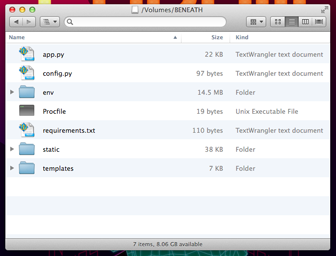 /Volumes/BENEATH
Name Size Kind
app.py 22 KB TextWrangler text document
config.py 97 bytes TextWrangler text document
env 14.5 MB Folder
Procfile 19 bytes Unix Executable File
requirements.txt 110 bytes TextWrangler text document
static 38 KB Folder
templates 7 KB Folder
7 items, 8.06 GB available